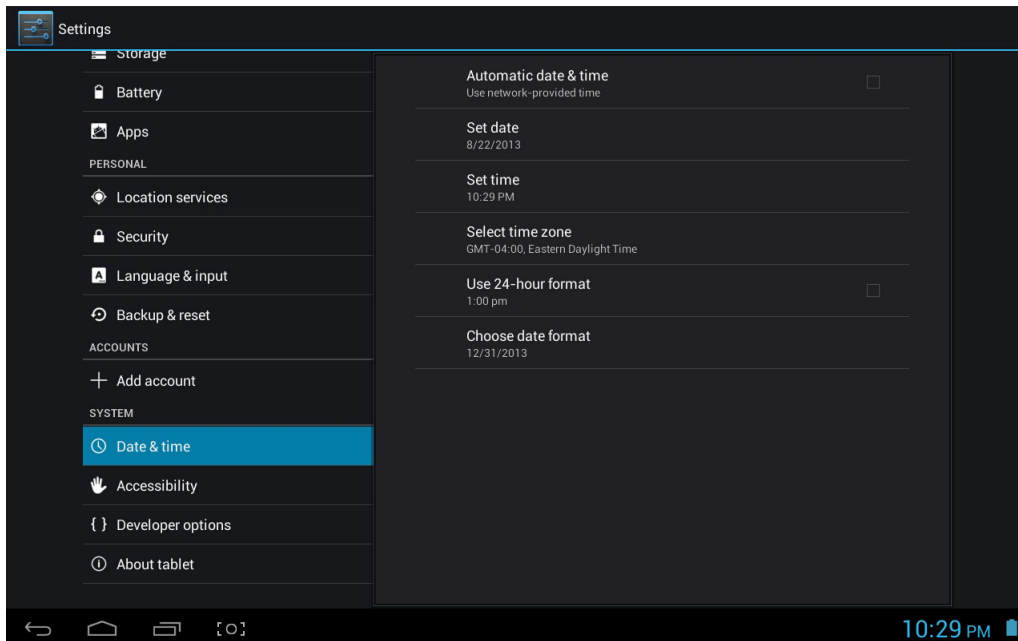 Settings
Storage
Battery
Apps
PERSONAL
Location services
Security
Language & input
Backup & reset
ACCOUNTS
Add account
SYSTEM
Date & time
Accessibility
{ } Developer options
About tablet
Automatic date & time
Use network-provided time
Set date
8/22/2013
Set time
10:29 PM
Select time zone
GMT-04:00, Eastern Daylight Time
Use 24-hour format
1:00 pm
Choose date format
12/31/2013
10:29 PM